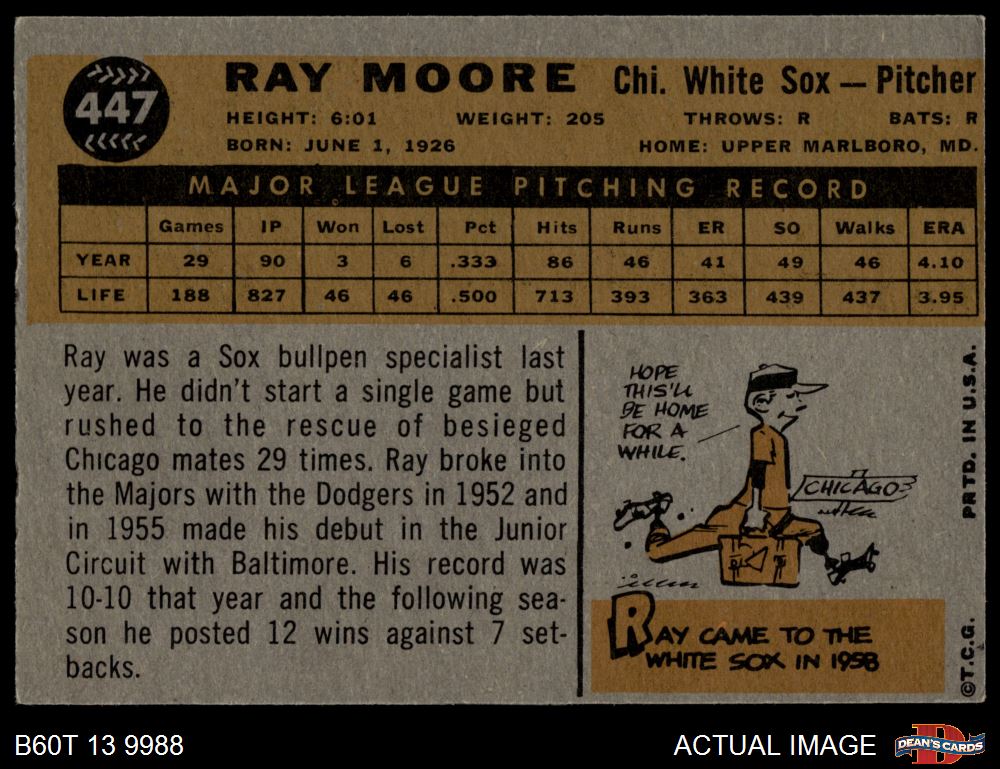 447
RAY MOORE Chi. White Sox — Pitcher
HEIGHT: 6:01 WEIGHT: 205 THROWS: R BATS: R
BORN: JUNE 1, 1926 HOME: UPPER MARLBORO, MD.
MAJOR LEAGUE PITCHING RECORD
Games IP Won Lost Pct Hits Runs ER SO Walks ERA
YEAR 29 90 3 6 .333 86 46 41 49 46 4.10
LIFE 188 827 46 46 .500 713 393 363 439 437 3.95
Ray was a Sox bullpen specialist last
year. He didn't start a single game but
rushed to the rescue of besieged
Chicago mates 29 times. Ray broke into
the Majors with the Dodgers in 1952 and
in 1955 made his debut in the Junior
Circuit with Baltimore. His record was
10-10 that year and the following sea-
son he posted 12 wins against 7 set-
backs.
HOPE
THIS'LL
BE HOME
FOR A
WHILE.
CHICAGO
RAY CAME TO THE
WHITE SOX IN 1958
PRTD. IN U.S.A.
©T.C.G.
B60T 13 9988
ACTUAL IMAGE
D
DEAN'S CARDS